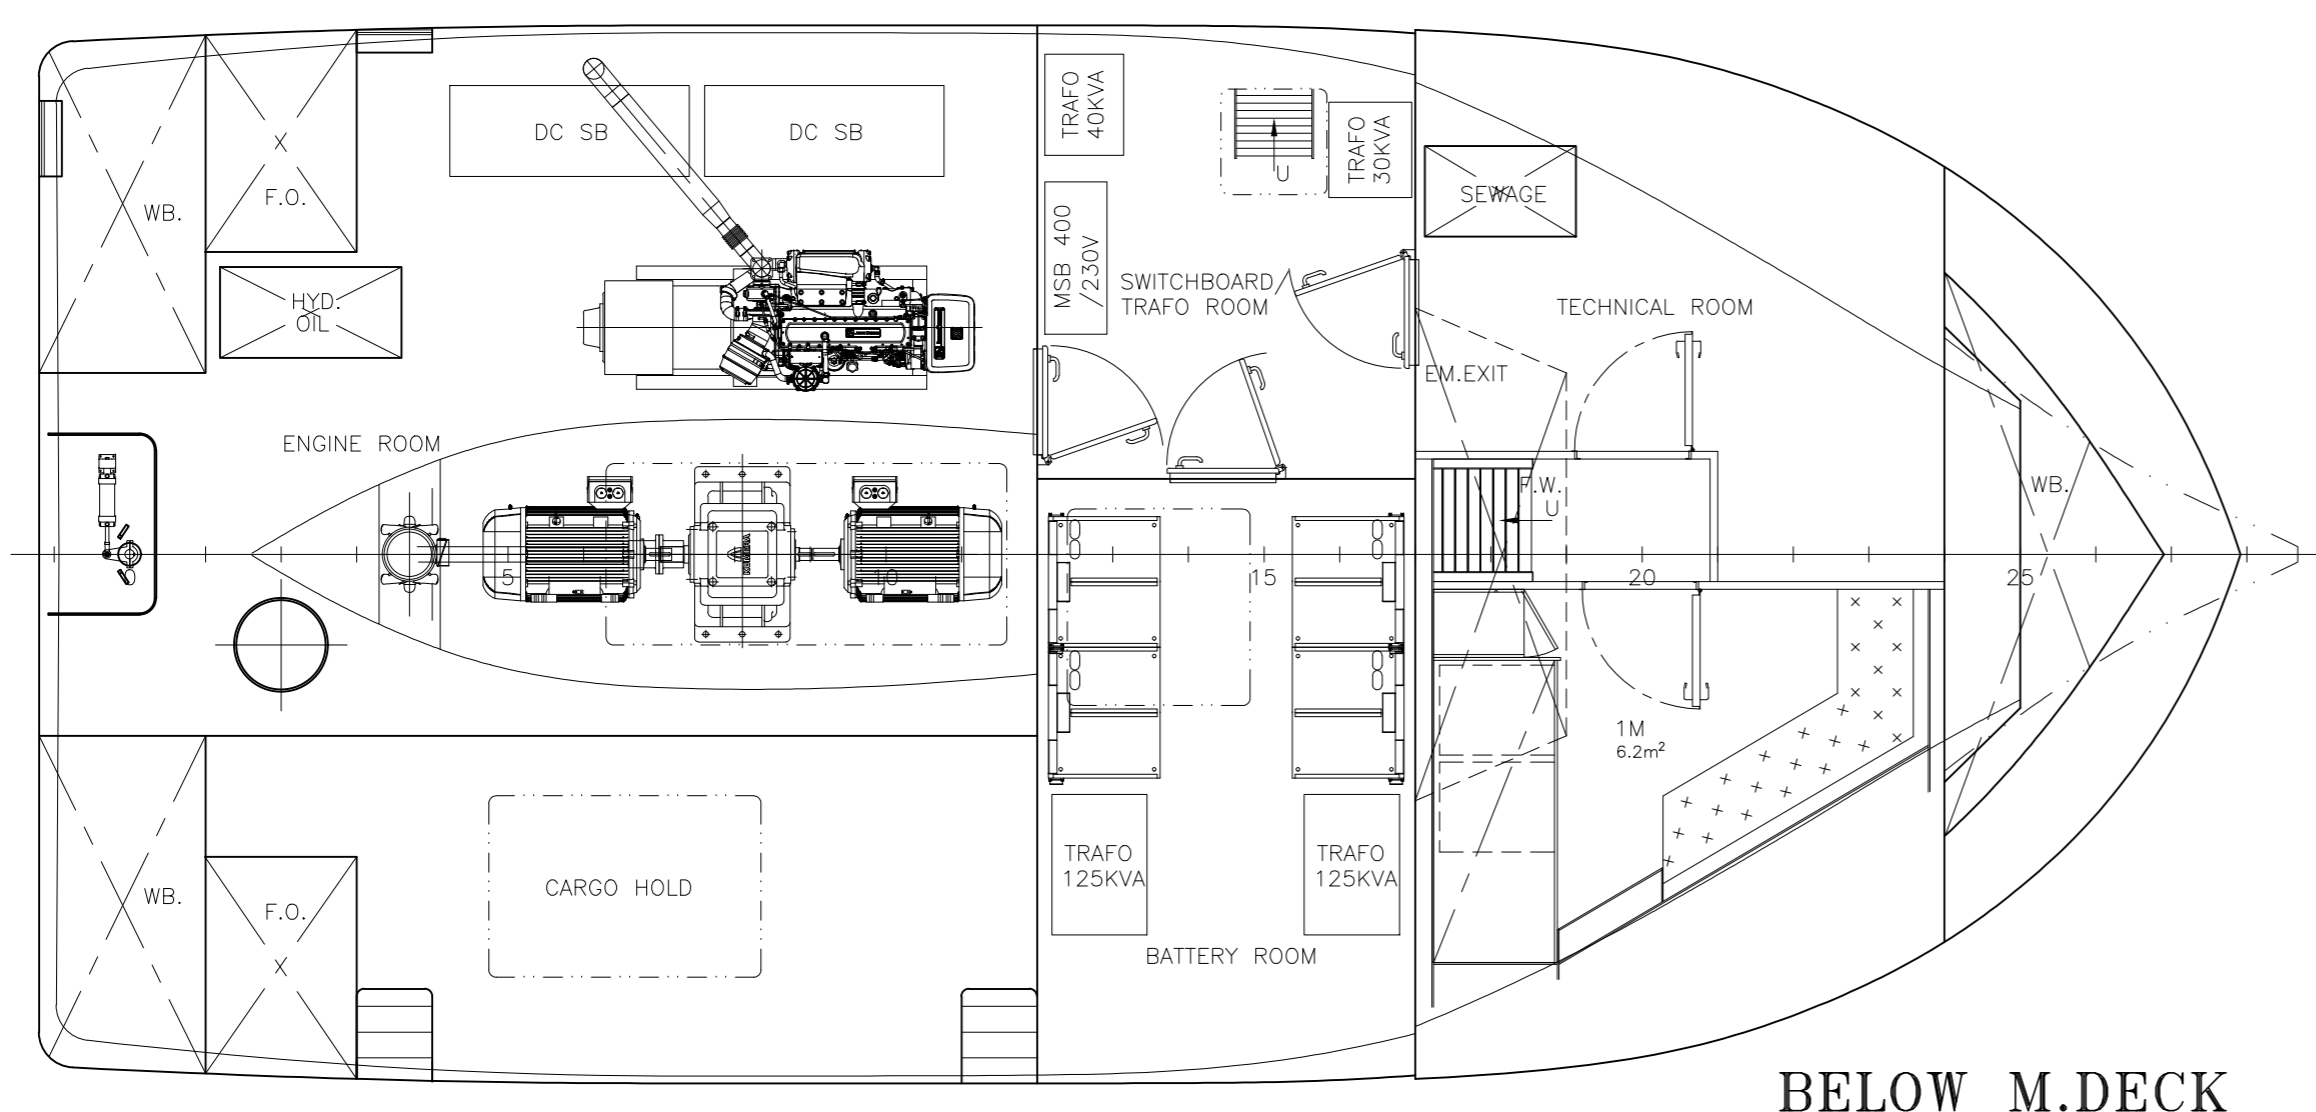 TRAFO
40KVA
DC SB
DC SB
TRAFO
30KVA
U
SEWAGE
WB.
F.O.
MSB 400
/230V
SWITCHBOARD/
TRAFO ROOM
HYD.
OIL
TECHNICAL ROOM
EM.EXIT
ENGINE ROOM
F.W.
U
WB.
5
10
15
20
25
1M
6.2m²
TRAFO
125KVA
TRAFO
125KVA
CARGO HOLD
WB.
F.O.
BATTERY ROOM
BELOW M.DECK